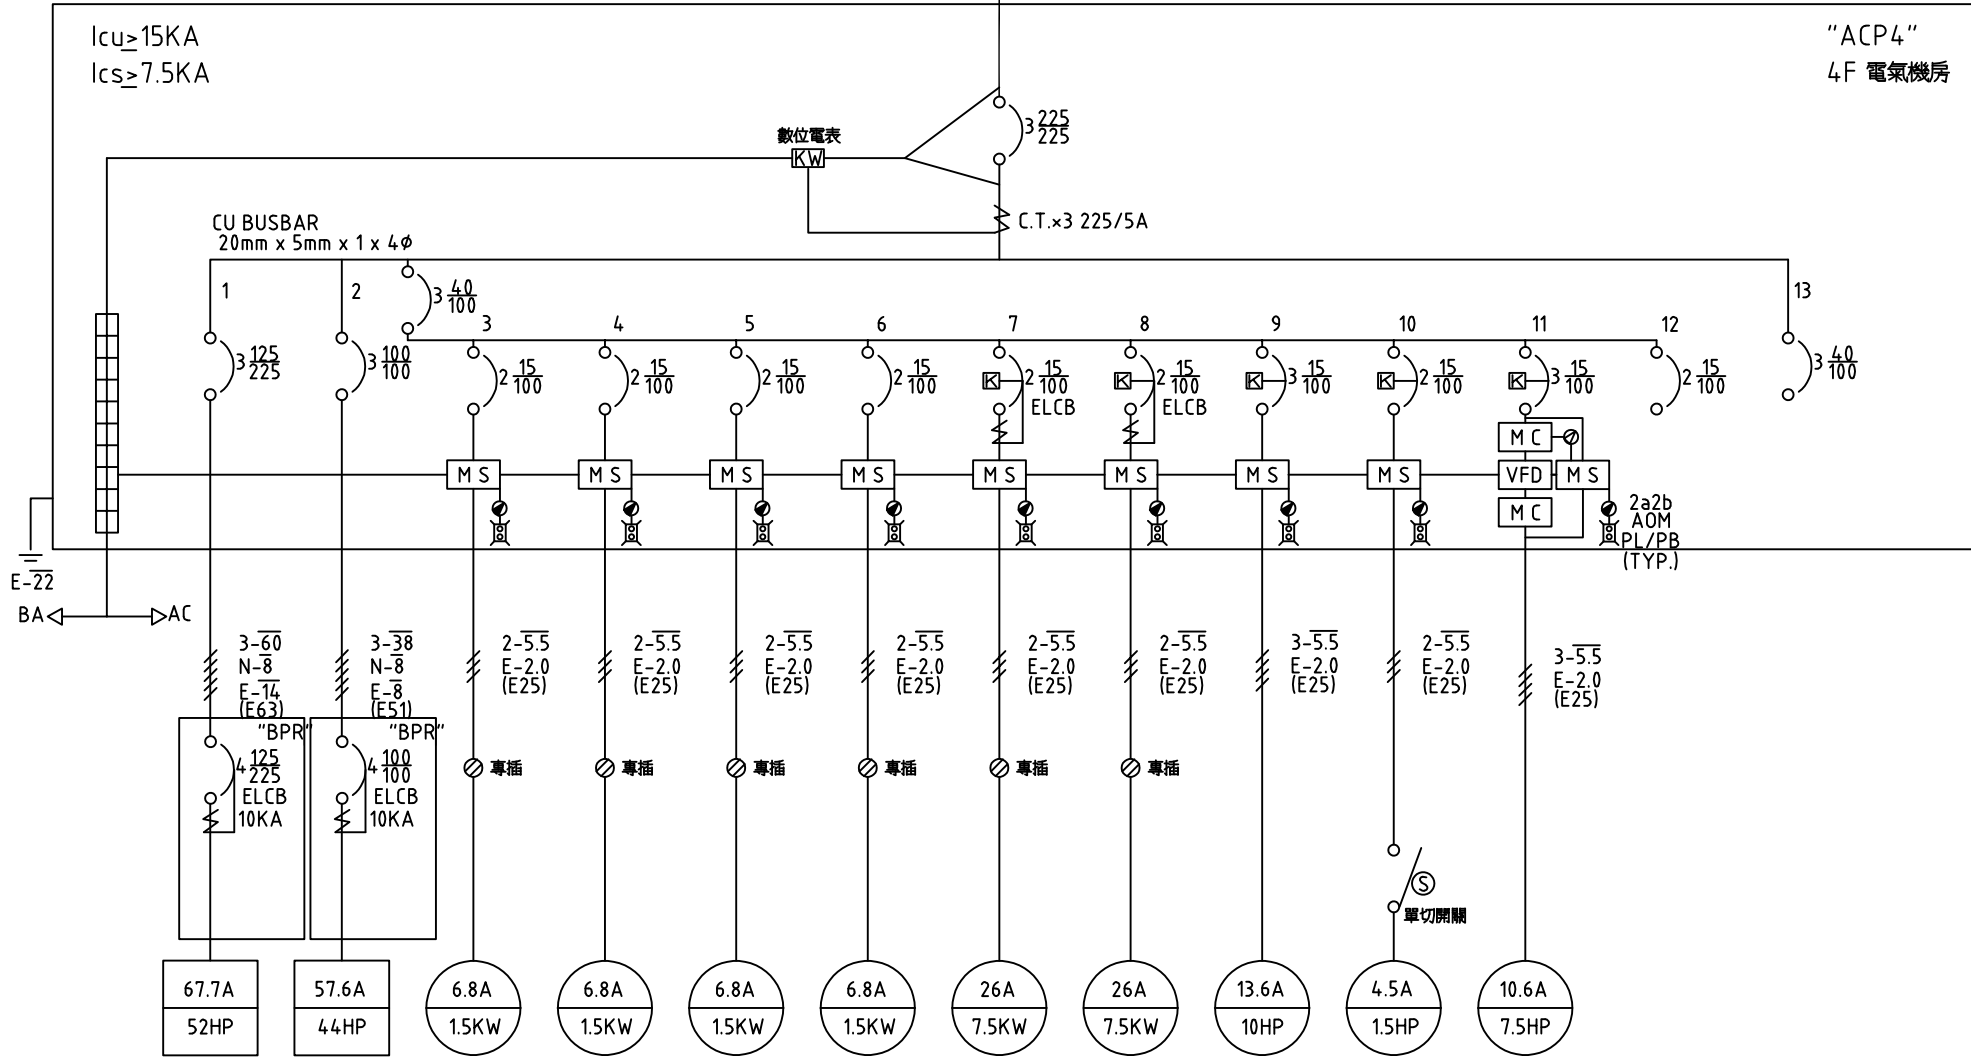 Icu≥15KA
Ics≥7.5KA
"ACP4"
4F 電氣機房
數位電表
KW
3 225/225
C.T.×3 225/5A
CU BUSBAR
20mm x 5mm x 1 x 4φ
1
2
3
4
5
6
7
8
9
10
11
12
13
3 40/100
3 125/225
3 100/100
2 15/100
2 15/100
2 15/100
2 15/100
K
2 15/100
ELCB
K
2 15/100
ELCB
K
3 15/100
K
2 15/100
K
3 15/100
2 15/100
3 40/100
MS
MS
MS
MS
MS
MS
MS
MS
MC
VFD
MC
MS
2a2b
AOM
PL/PB
(TYP.)
E-22
BA
AC
3-60
N-8
E-14
(E63)
"BPR"
3-38
N-8
E-8
(E51)
"BPR"
2-5.5
E-2.0
(E25)
2-5.5
E-2.0
(E25)
2-5.5
E-2.0
(E25)
2-5.5
E-2.0
(E25)
2-5.5
E-2.0
(E25)
2-5.5
E-2.0
(E25)
3-5.5
E-2.0
(E25)
2-5.5
E-2.0
(E25)
3-5.5
E-2.0
(E25)
4 125/225
ELCB
10KA
4 100/100
ELCB
10KA
專插
專插
專插
專插
專插
專插
S
單切開關
67.7A
52HP
57.6A
44HP
6.8A
1.5KW
6.8A
1.5KW
6.8A
1.5KW
6.8A
1.5KW
26A
7.5KW
26A
7.5KW
13.6A
10HP
4.5A
1.5HP
10.6A
7.5HP